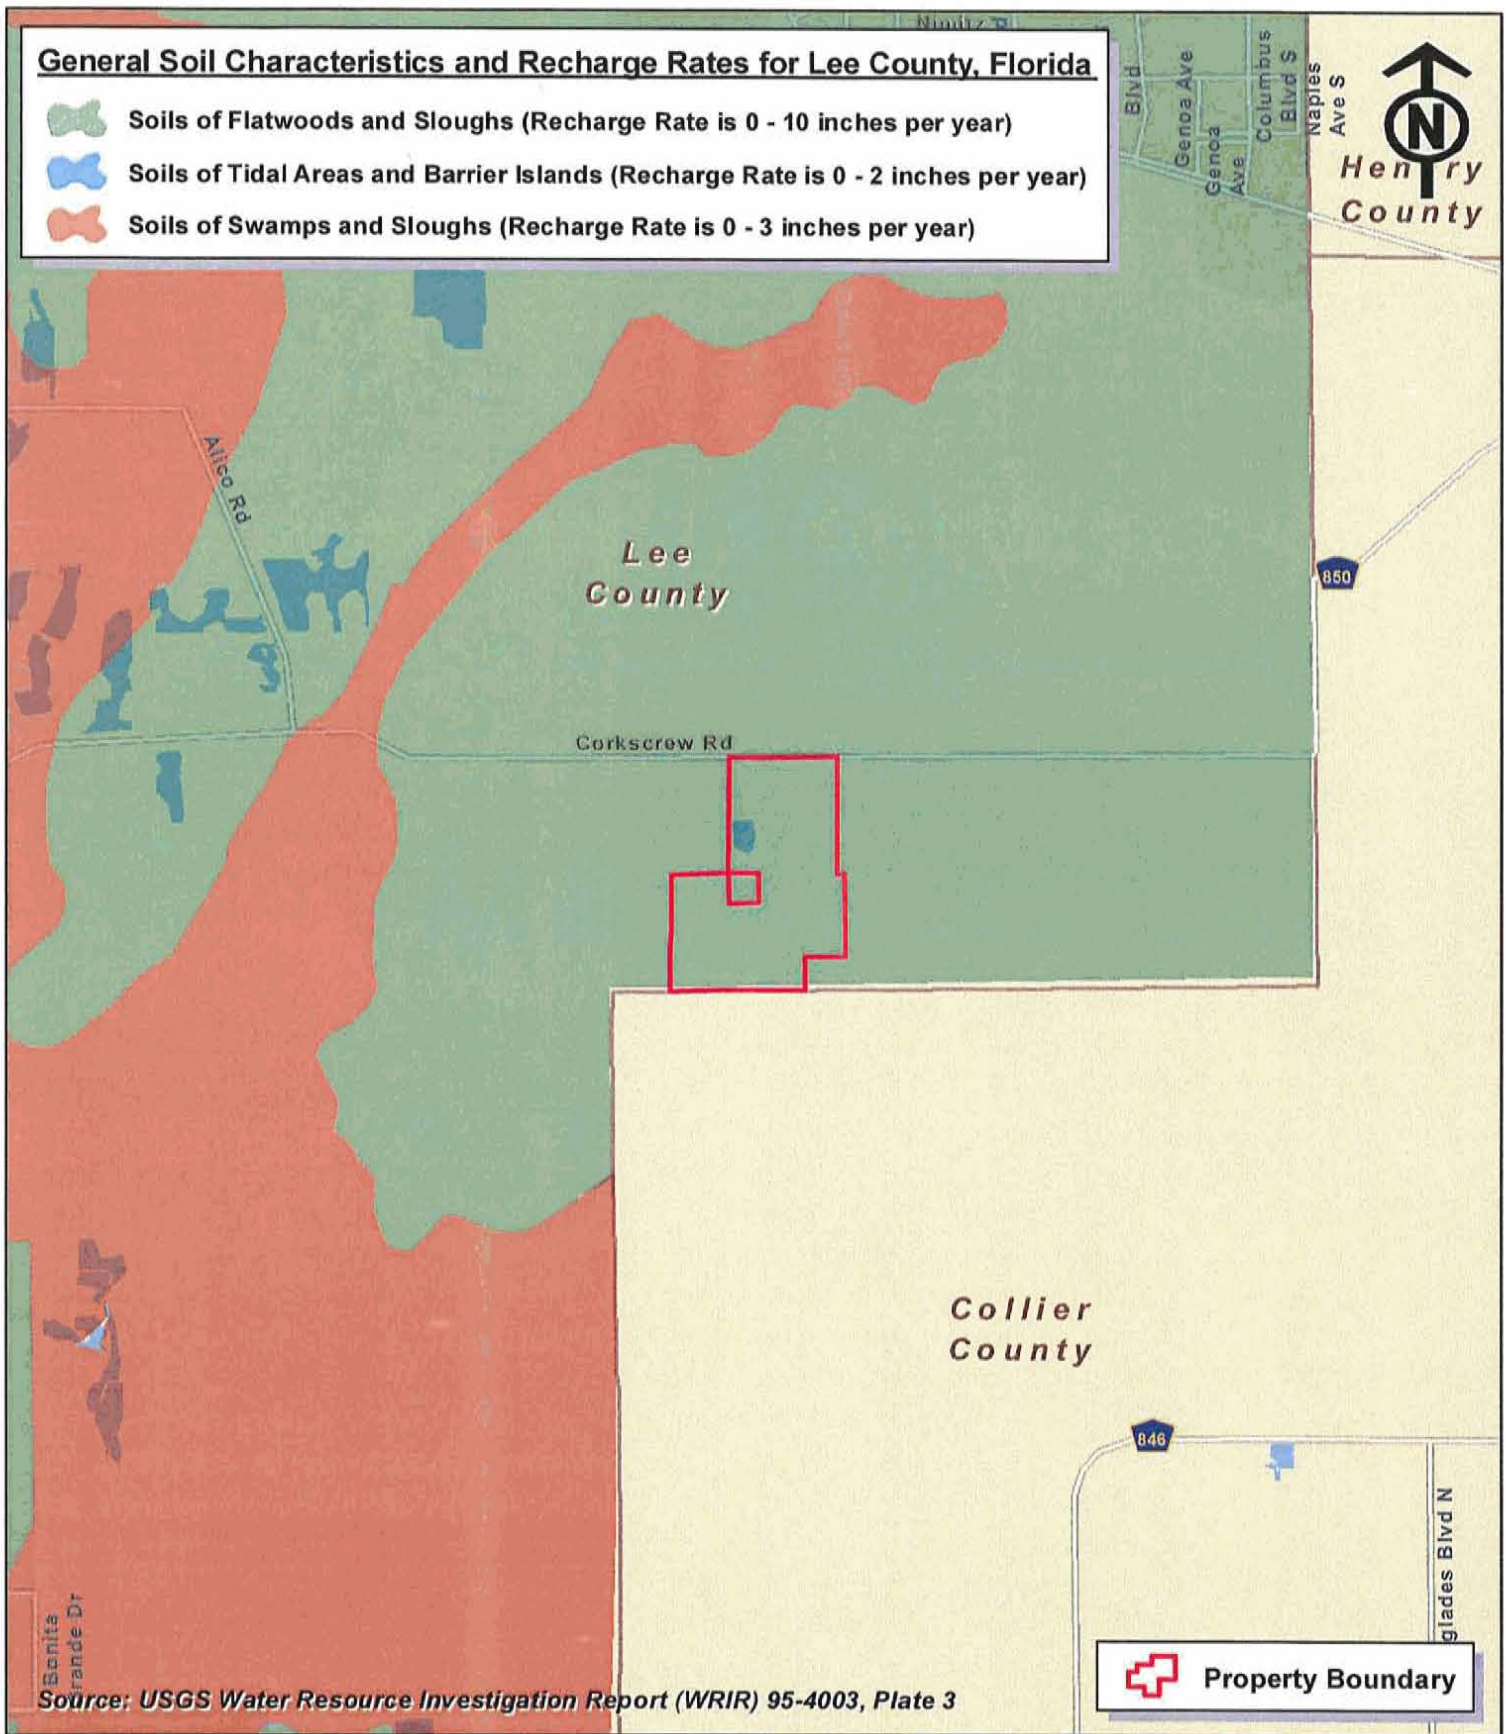 Nimitz
General Soil Characteristics and Recharge Rates for Lee County, Florida
Soils of Flatwoods and Sloughs (Recharge Rate is 0 - 10 inches per year)
Soils of Tidal Areas and Barrier Islands (Recharge Rate is 0 - 2 inches per year)
Soils of Swamps and Sloughs (Recharge Rate is 0 - 3 inches per year)
Blvd
Genoa Ave
Genoa
Ave
Columbus
Blvd S
Naples
Ave S
N
Henry
County
Alico Rd
Lee
County
850
Corkscrew Rd
Collier
County
846
glades Blvd N
Bonita
Grande Dr
Property Boundary
Source: USGS Water Resource Investigation Report (WRIR) 95-4003, Plate 3